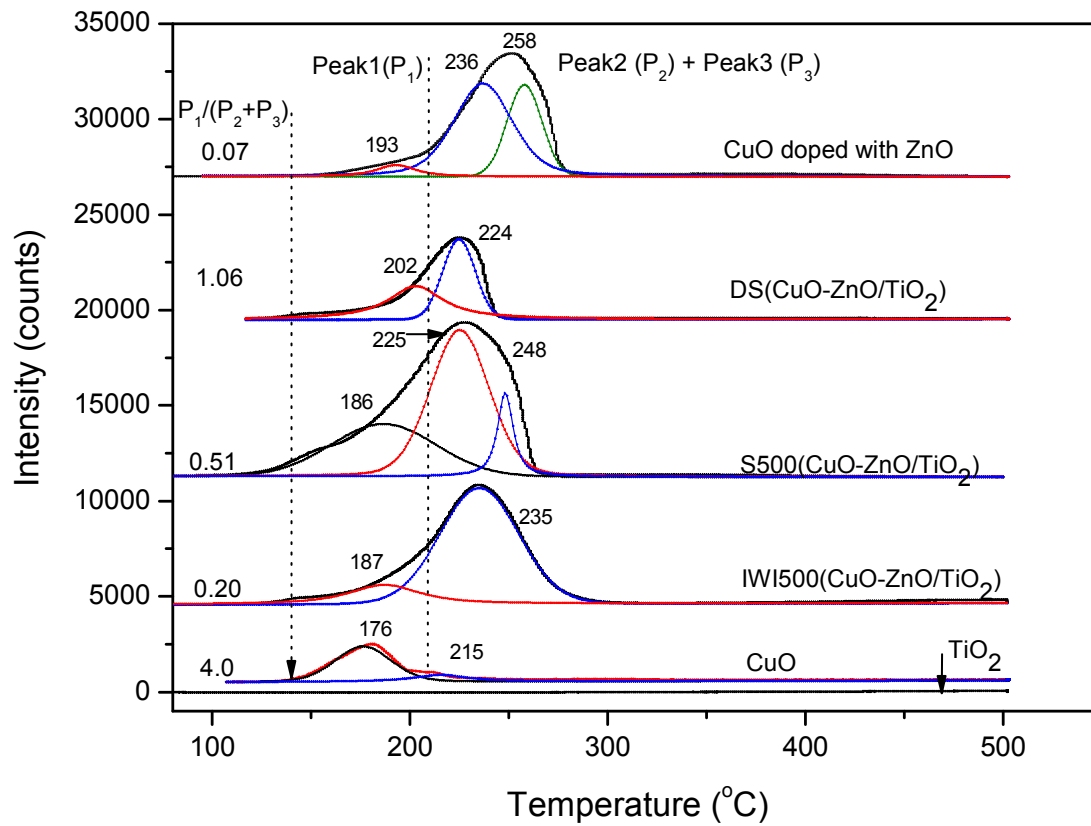 35000
30000
25000
20000
15000
10000
5000
0
Intensity (counts)
100
200
300
400
500
Temperature (°C)
Peak1(P₁)
Peak2 (P₂) + Peak3 (P₃)
P₁/(P₂+P₃)
258
236
193
0.07
CuO doped with ZnO
224
202
1.06
DS(CuO-ZnO/TiO₂)
225
248
186
0.51
S500(CuO-ZnO/TiO₂)
235
187
0.20
IWI500(CuO-ZnO/TiO₂)
176
215
4.0
CuO
TiO₂